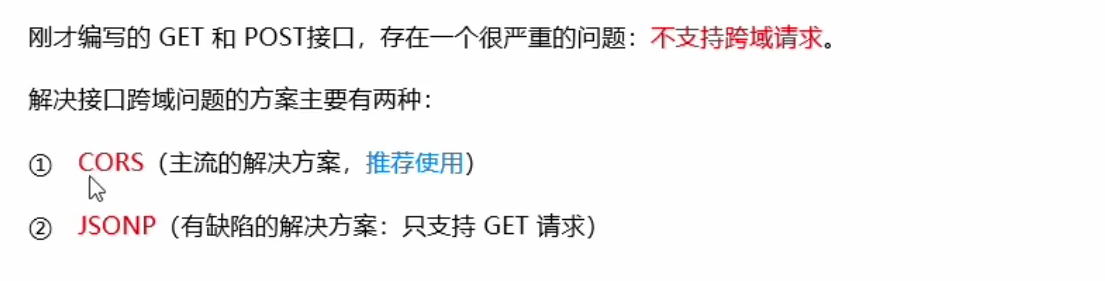 刚才编写的 GET 和 POST接口，存在一个很严重的问题：不支持跨域请求。
解决接口跨域问题的方案主要有两种：
① CORS（主流的解决方案，推荐使用）
② JSONP（有缺陷的解决方案：只支持 GET 请求）